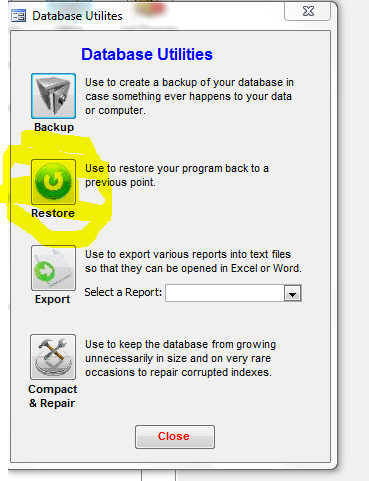 Database Utilites
Database Utilities
Use to create a backup of your database in
case something ever happens to your data
or computer.
Backup
Use to restore your program back to a
previous point.
Restore
Use to export various reports into text files
so that they can be opened in Excel or Word.
Export
Select a Report:
Use to keep the database from growing
unnecessarily in size and on very rare
occasions to repair corrupted indexes.
Compact
& Repair
Close